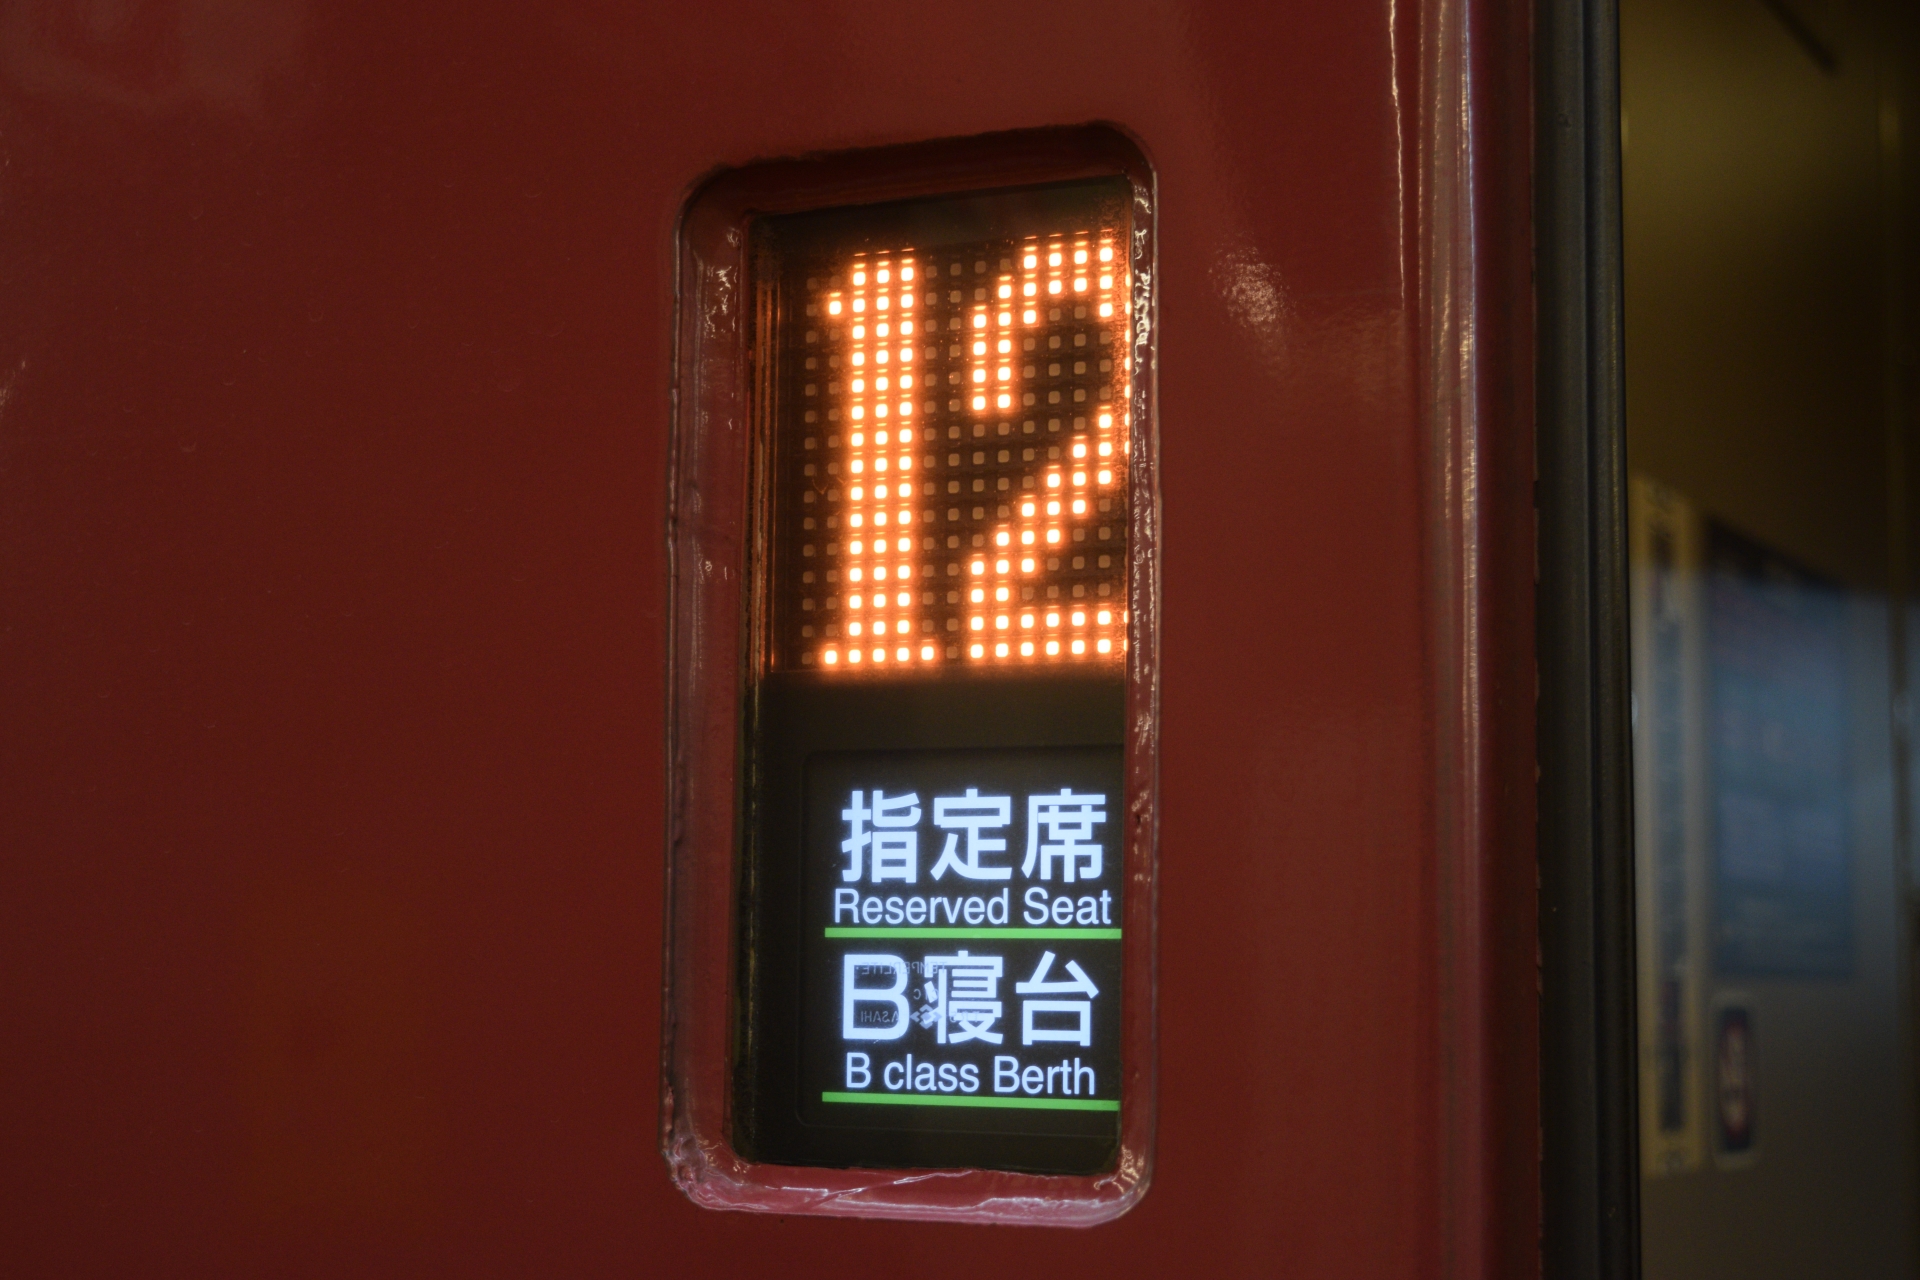 12
指定席
Reserved Seat
B寝台
B class Berth